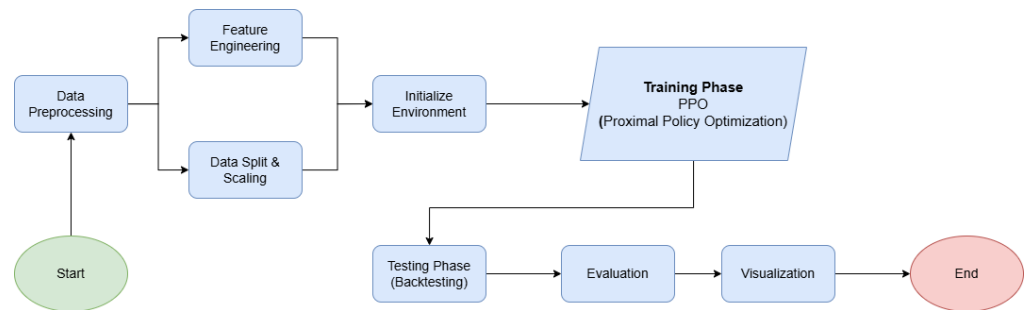 Feature
Engineering
Data
Preprocessing
Initialize
Environment
Training Phase
PPO
(Proximal Policy Optimization)
Data Split &
Scaling
Start
Testing Phase
(Backtesting)
Evaluation
Visualization
End